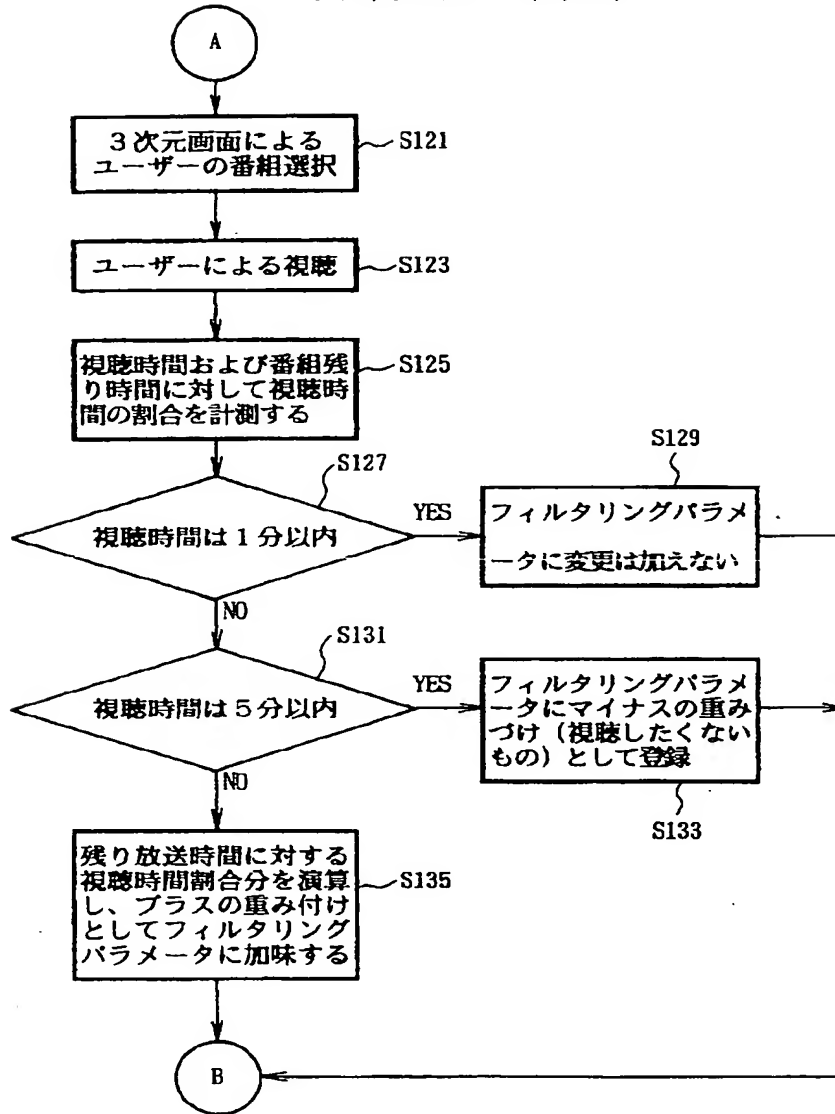 A
3次元画面による
ユーザーの番組選択
S121
ユーザーによる視聴
S123
視聴時間および番組残
り時間に対して視聴時
間の割合を計測する
S125
S127
視聴時間は1分以内
YES
NO
S129
フィルタリングパラメ
ータに変更は加えない
S131
視聴時間は5分以内
YES
NO
フィルタリングパラメ
ータにマイナスの重み
づけ（視聴したくない
もの）として登録
S133
残り放送時間に対する
視聴時間割合分を演算
し、プラスの重み付け
としてフィルタリング
パラメータに加味する
S135
B